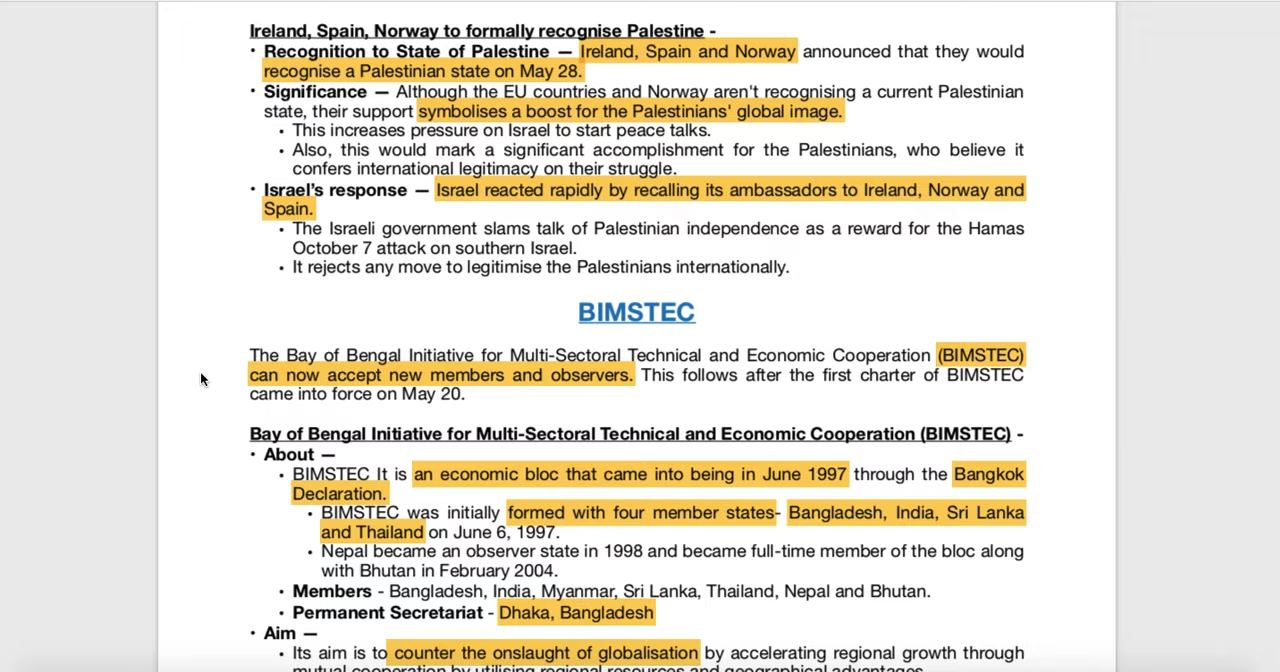 Ireland, Spain, Norway to formally recognise Palestine -
• Recognition to State of Palestine — Ireland, Spain and Norway announced that they would
recognise a Palestinian state on May 28.
• Significance — Although the EU countries and Norway aren't recognising a current Palestinian
state, their support symbolises a boost for the Palestinians' global image.
• This increases pressure on Israel to start peace talks.
• Also, this would mark a significant accomplishment for the Palestinians, who believe it
confers international legitimacy on their struggle.
• Israel’s response — Israel reacted rapidly by recalling its ambassadors to Ireland, Norway and
Spain.
• The Israeli government slams talk of Palestinian independence as a reward for the Hamas
October 7 attack on southern Israel.
• It rejects any move to legitimise the Palestinians internationally.
BIMSTEC
The Bay of Bengal Initiative for Multi-Sectoral Technical and Economic Cooperation (BIMSTEC)
can now accept new members and observers. This follows after the first charter of BIMSTEC
came into force on May 20.
Bay of Bengal Initiative for Multi-Sectoral Technical and Economic Cooperation (BIMSTEC) -
• About —
• BIMSTEC It is an economic bloc that came into being in June 1997 through the Bangkok
Declaration.
• BIMSTEC was initially formed with four member states- Bangladesh, India, Sri Lanka
and Thailand on June 6, 1997.
• Nepal became an observer state in 1998 and became full-time member of the bloc along
with Bhutan in February 2004.
• Members - Bangladesh, India, Myanmar, Sri Lanka, Thailand, Nepal and Bhutan.
• Permanent Secretariat - Dhaka, Bangladesh
• Aim —
• Its aim is to counter the onslaught of globalisation by accelerating regional growth through
mutual cooperation by utilising regional resources and geographical advantages.